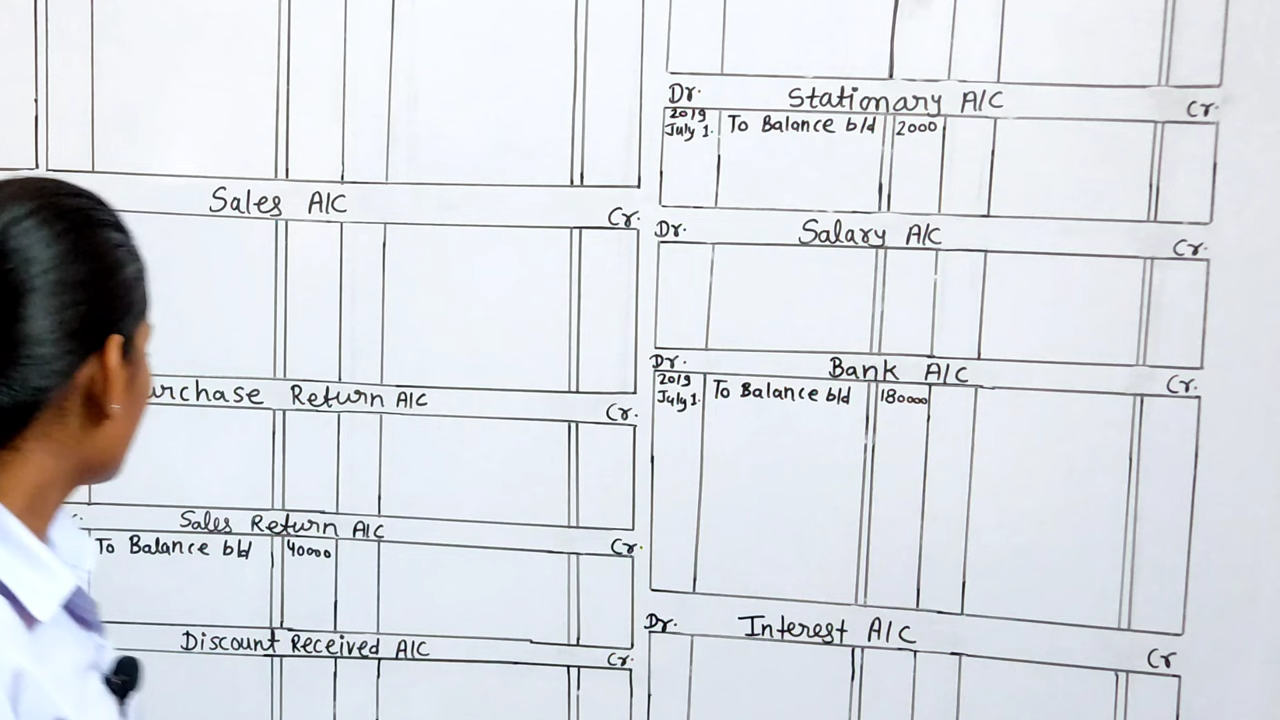 Sales A/C
Cr.
urchase Return A/C
Cr.
Sales Return A/C
Cr.
To Balance b/d 40000
Discount Received A/C
Cr.
Dr. Stationary A/C Cr.
2019
July 1. To Balance b/d 2000
Dr. Salary A/C Cr.
Dr. Bank A/C Cr.
2019
July 1. To Balance b/d 180000
Dr. Interest A/C Cr